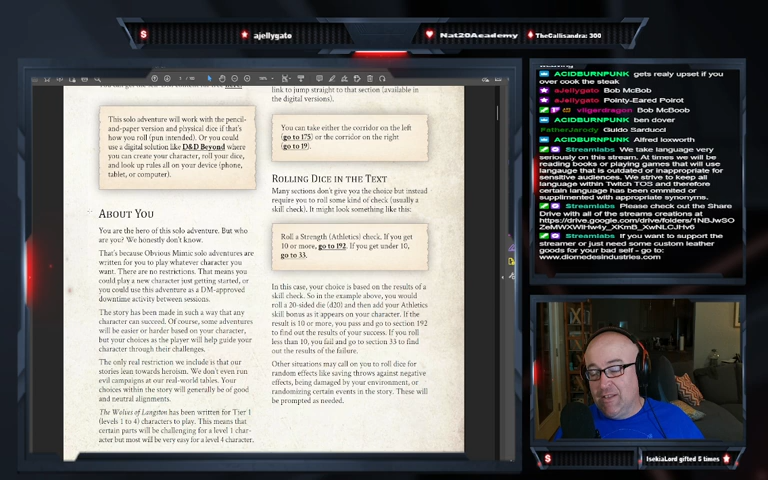 ajellygato
Nat20Academy
TheCallisandra: 300
link to jump straight to that section (available in
the digital versions).
This solo adventure will work with the pencil-
and-paper version and physical dice if that's
how you roll (pun intended). Or you could
use a digital solution like D&D Beyond where
you can create your character, roll your dice,
and look up rules all on your device (phone,
tablet, or computer).
About You
You are the hero of this solo adventure. But who
are you? We honestly don't know.
That's because Obvious Mimic solo adventures are
written for you to play whatever character you
want. There are no restrictions. That means you
could play a new character just getting started, or
you could use this adventure as a DM-approved
downtime activity between sessions.
The story has been made in such a way that any
character can succeed. Of course, some adventures
will be easier or harder based on your character,
but your choices as the player will help guide your
character through their challenges.
The only real restriction we include is that our
stories lean towards heroism. We don't even run
evil campaigns at our real-world tables. Your
choices within the story will generally be of good
and neutral alignments.
The Wolves of Langston has been written for Tier 1
(levels 1 to 4) characters to play. This means that
certain parts will be challenging for a level 1 char-
acter but most will be very easy for a level 4 character.
You can take either the corridor on the left
(go to 175) or the corridor on the right
(go to 19).
Rolling Dice in the Text
Many sections don't give you the choice but instead
require you to roll some kind of check (usually a
skill check). It might look something like this:
Roll a Strength (Athletics) check. If you get
10 or more, go to 192. If you get under 10,
go to 33.
In this case, your choice is based on the results of a
skill check. So in the example above, you would
roll a 20-sided die (d20) and then add your Athletics
skill bonus as it appears on your character. If the
result is 10 or more, you pass and go to section 192
to find out the results of your success. If you roll
less than 10, you fail and go to section 33 to find
out the results of the failure.
Other situations may call on you to roll dice for
random effects like saving throws against negative
effects, being damaged by your environment, or
randomizing certain events in the story. These will
be prompted as needed.
ACIDBURNPUNK gets realy upset if you
over cook the steak
aJellygato Bob McMob
aJellygato Pointy-Eared Poirot
vilgerdragon Bob McBoob
ACIDBURNPUNK ben dover
FatherJarody Guido Sarducci
ACIDBURNPUNK Alfred loxworth
Streamlabs We take language very
seriously on this stream. At times we will be
reading books or playing games that will use
langauge that is outdated or inappropriate for
sensitive audiences. We strive to keep all
language within Twitch TOS and therefore
certain language has been ommited or
supplimented with appropriate synonyms.
Streamlabs Please check out the Share
Drive with all of the streams creations at
Streamlabs If you want to support the
streamer or just need some custom leather
goods for your bad self - go to:
www.diomedesindustries.com
IsekiaLord gifted 5 times